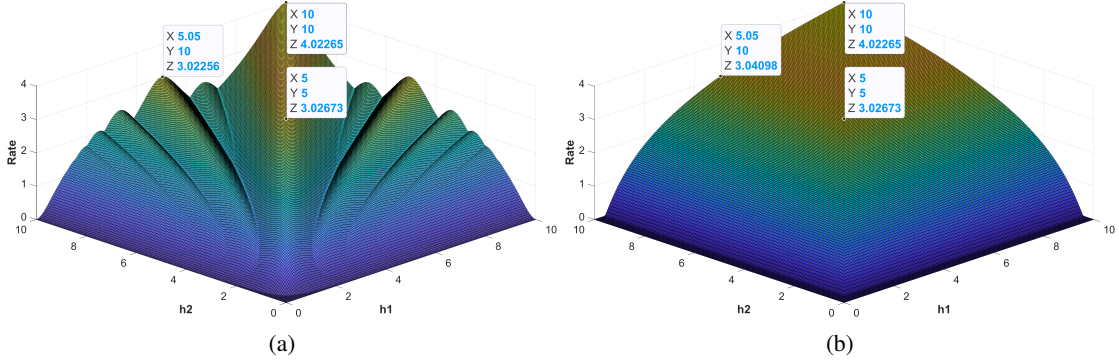 X 10
Y 10
Z 4.02265
X 5.05
Y 10
Z 3.02256
X 5
Y 5
Z 3.02673
4
3
2
1
0
Rate
10
8
6
4
2
0
h2
0
2
4
6
8
10
h1
(a)
X 10
Y 10
Z 4.02265
X 5.05
Y 10
Z 3.04098
X 5
Y 5
Z 3.02673
4
3
2
1
0
Rate
10
8
6
4
2
0
h2
0
2
4
6
8
10
h1
(b)